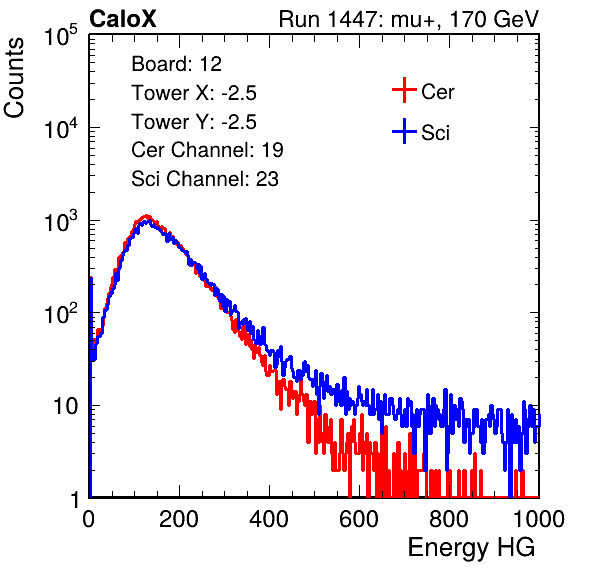 CaloX Run 1447: mu+, 170 GeV
Counts
10^5
10^4
10^3
10^2
10
1
Board: 12
Tower X: -2.5
Tower Y: -2.5
Cer Channel: 19
Sci Channel: 23
Cer
Sci
0 200 400 600 800 1000
Energy HG